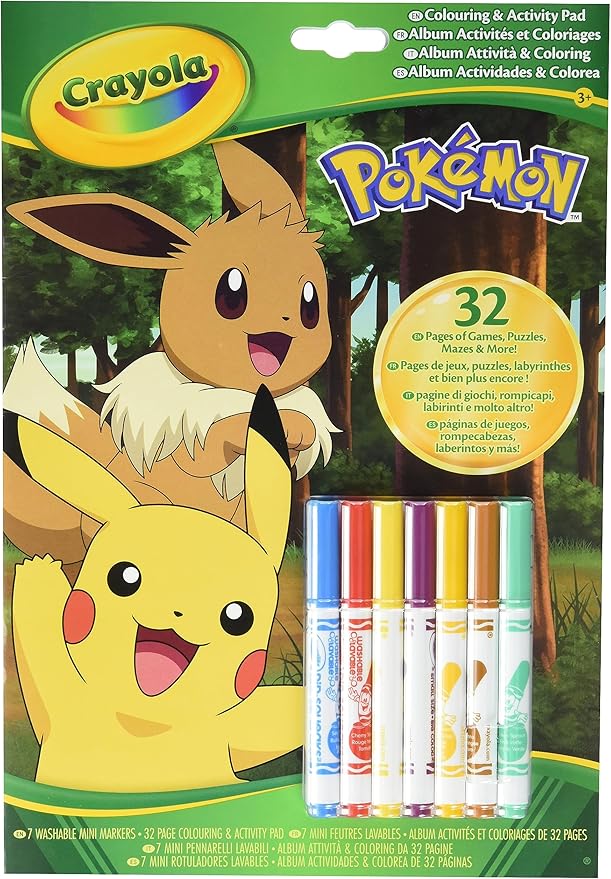 Crayola
EN Colouring & Activity Pad
FR Album Activités et Coloriages
IT Album Attività & Coloring
ES Album Actividades & Colorea
3+
POKéMON
TM
32
EN Pages of Games, Puzzles,
Mazes & More!
FR Pages de jeux, puzzles, labyrinthes
et bien plus encore !
IT pagine di giochi, rompicapi,
labirinti e molto altro!
ES páginas de juegos,
rompecabezas,
laberintos y más!
WASHABLE
Crayola
Cherry
Rouge
EN 7 WASHABLE MINI MARKERS • 32 PAGE COLOURING & ACTIVITY PAD • FR 7 MINI FEUTRES LAVABLES • ALBUM ACTIVITÉS ET COLORIAGES DE 32 PAGES
IT 7 MINI PENNARELLI LAVABILI • ALBUM ATTIVITÀ & COLORING DA 32 PAGINE
ES 7 MINI ROTULADORES LAVABLES • ALBUM ACTIVIDADES & COLOREA DE 32 PÁGINAS